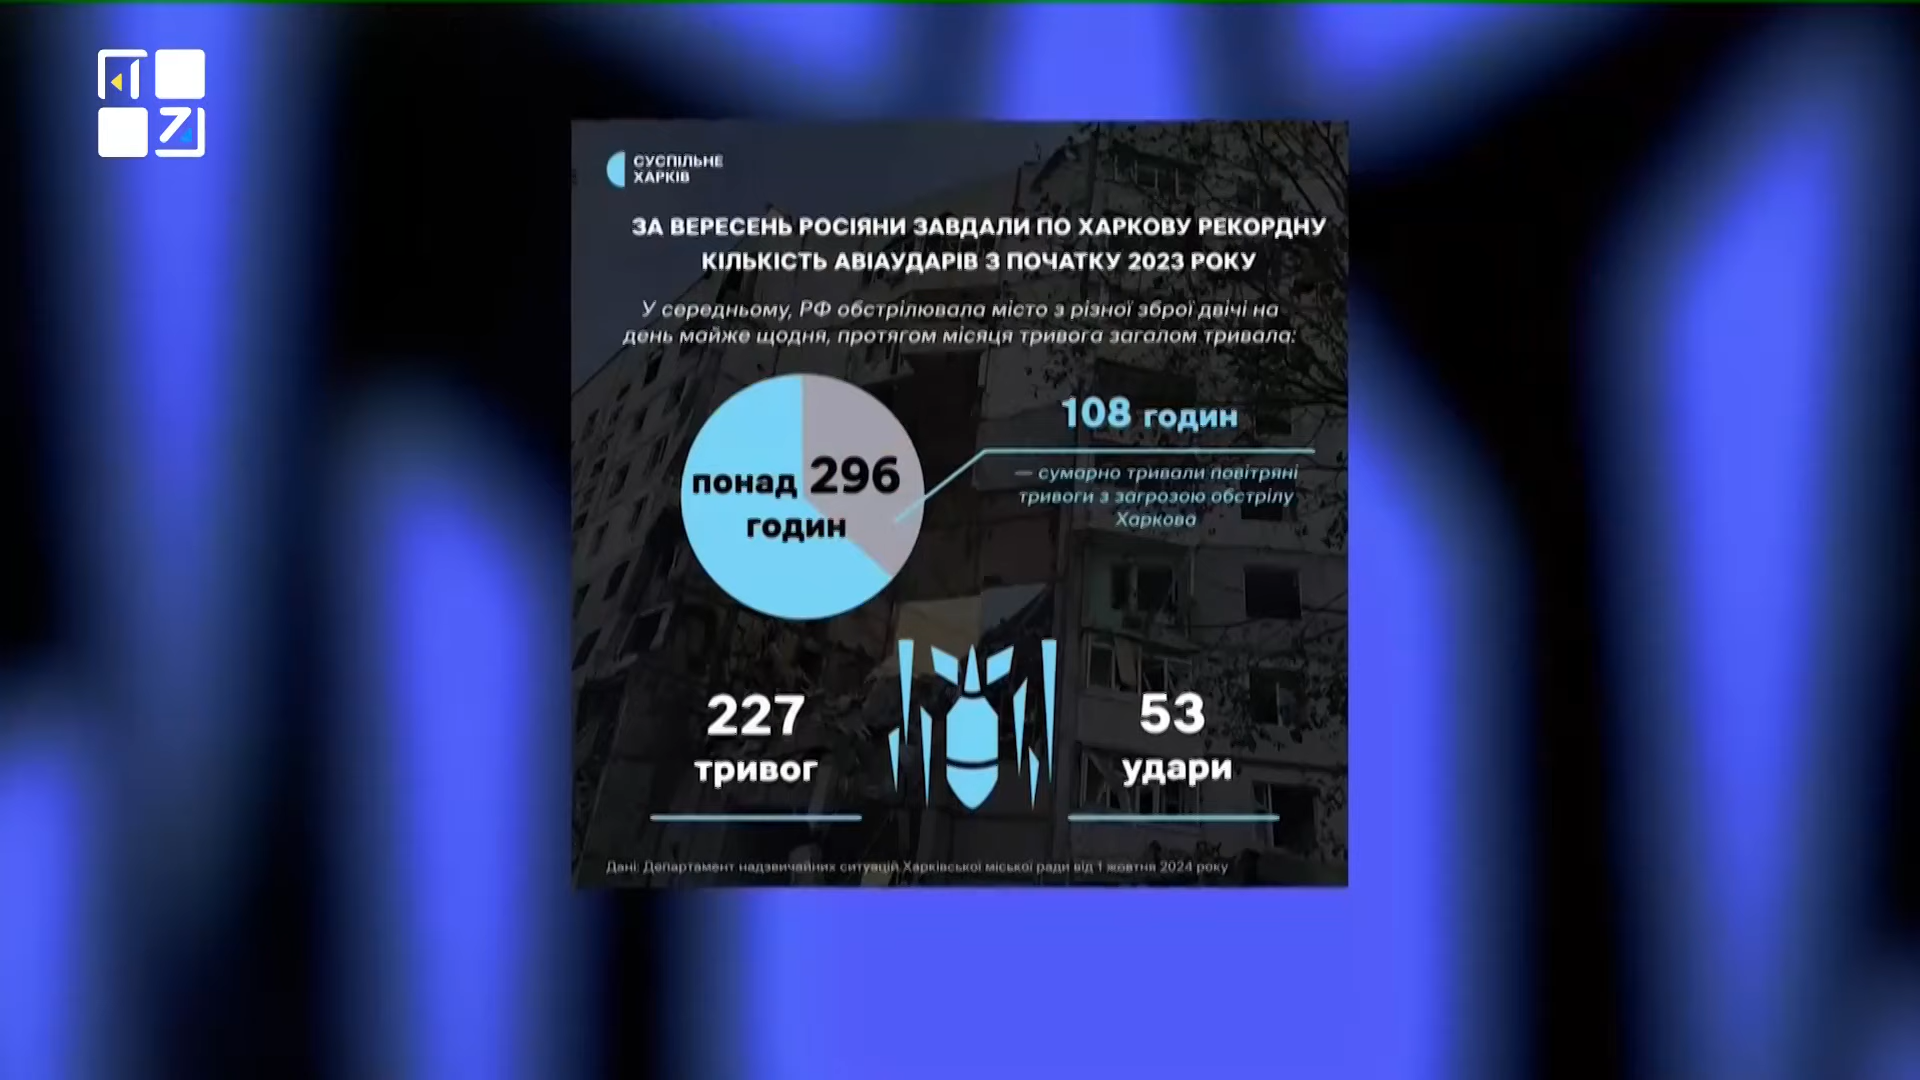 СУСПІЛЬНЕ
ХАРКІВ
ЗА ВЕРЕСЕНЬ РОСІЯНИ ЗАВДАЛИ ПО ХАРКОВУ РЕКОРДНУ
КІЛЬКІСТЬ АВІАУДАРІВ З ПОЧАТКУ 2023 РОКУ
У середньому, РФ обстрілювала місто з різної зброї двічі на
день майже щодня, протягом місяця тривога загалом тривала:
понад 296
годин
108 годин
— сумарно тривали повітряні
тривоги з загрозою обстрілу
Харкова
227
тривог
53
удари
Дані: Департамент надзвичайних ситуацій Харківської міської ради від 1 жовтня 2024 року